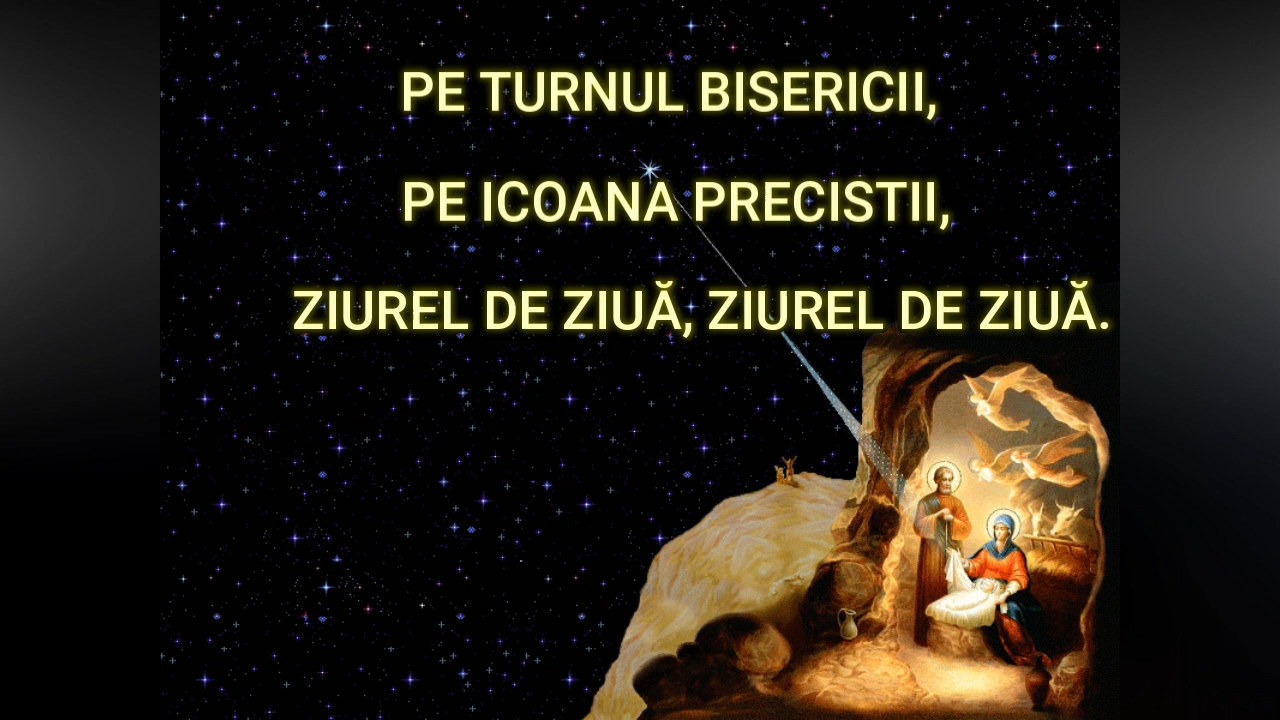 PE TURNUL BISERICII,
PE ICOANA PRECISTII,
ZIUREL DE ZIUĂ, ZIUREL DE ZIUĂ.